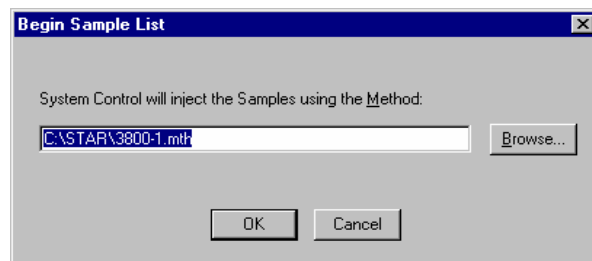 Begin Sample List
System Control will inject the Samples using the Method:
C:\STAR\3800-1.mth
Browse...
OK
Cancel